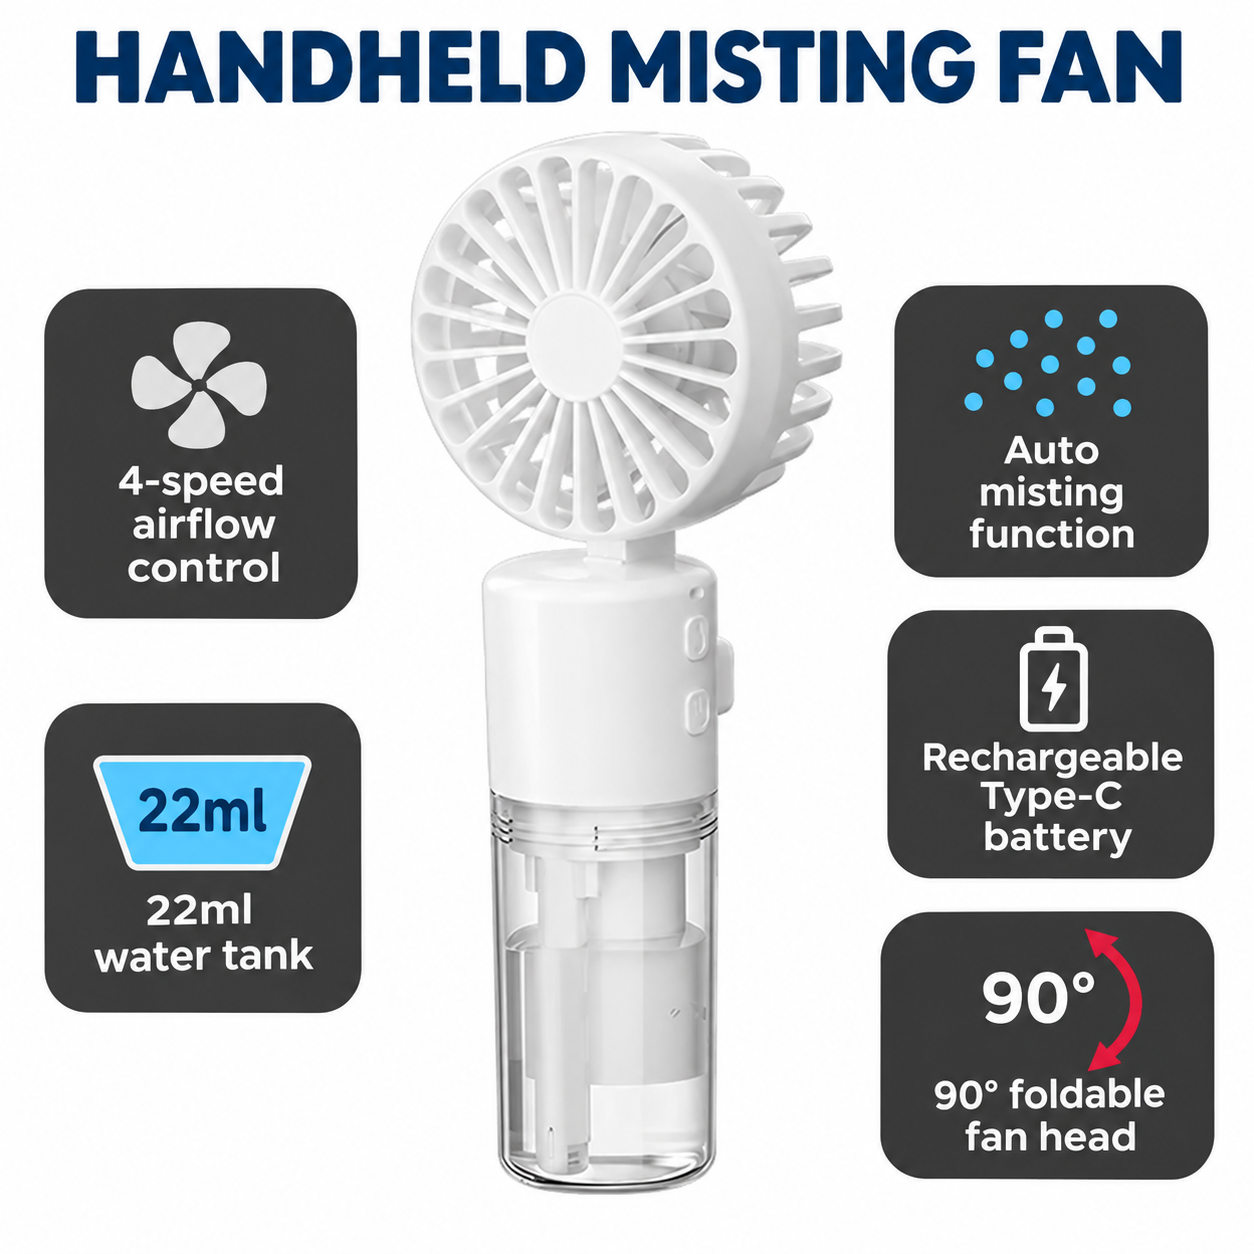 HANDHELD MISTING FAN
4-speed
airflow
control
22ml
22ml
water tank
Auto
misting
function
Rechargeable
Type-C
battery
90°
90° foldable
fan head